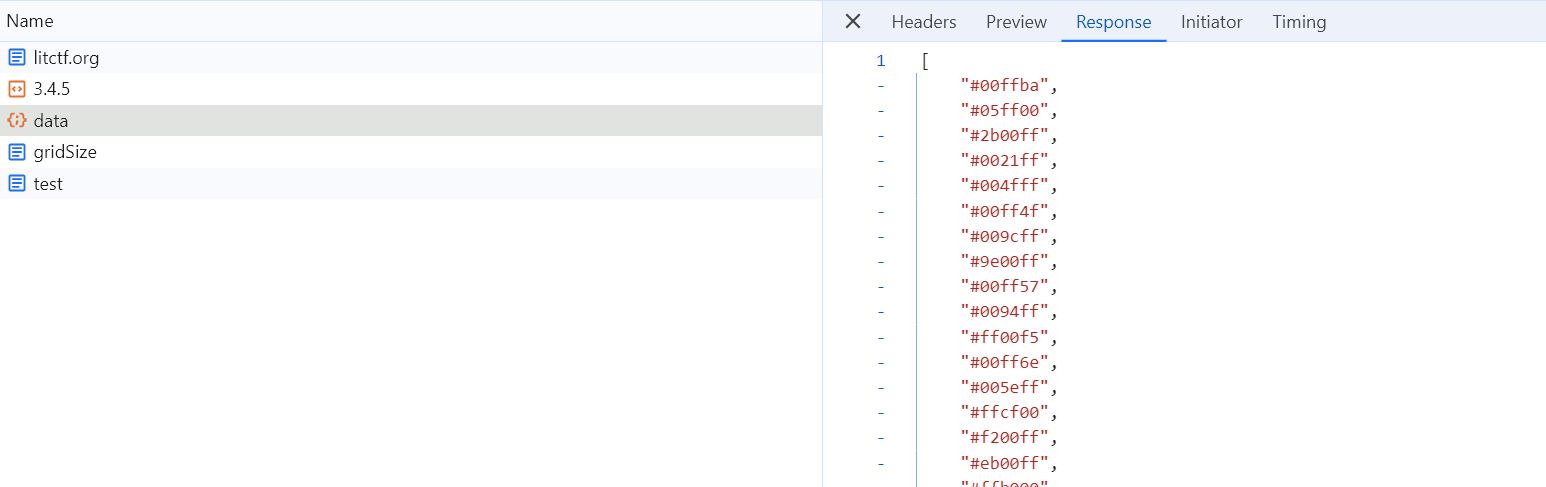 Name
litctf.org
3.4.5
data
gridSize
test
Headers Preview Response Initiator Timing
1 [
- "#00ffba",
- "#05ff00",
- "#2b00ff",
- "#0021ff",
- "#004fff",
- "#00ff4f",
- "#009cff",
- "#9e00ff",
- "#00ff57",
- "#0094ff",
- "#ff00f5",
- "#00ff6e",
- "#005eff",
- "#ffcf00",
- "#f200ff",
- "#eb00ff",